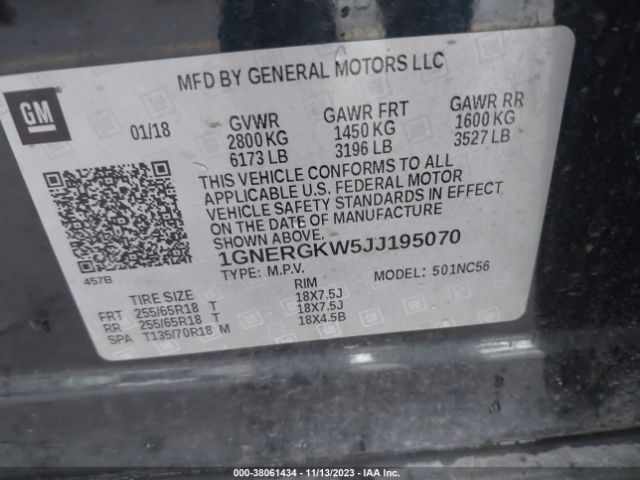 MFD BY GENERAL MOTORS LLC
GM
01/18
GVWR GAWR FRT GAWR RR
2800 KG 1450 KG 1600 KG
6173 LB 3196 LB 3527 LB
THIS VEHICLE CONFORMS TO ALL
APPLICABLE U.S. FEDERAL MOTOR
VEHICLE SAFETY STANDARDS IN EFFECT
ON THE DATE OF MANUFACTURE
SHOWN ABOVE.
1GNERGKW5JJ195070
457B
TYPE: M.P.V. MODEL: 501NC56
TIRE SIZE RIM
FRT 255/65R18 T 18X7.5J
RR 255/65R18 T 18X7.5J
SPA T135/70R18 M 18X4.5B
000-38061434 - 11/13/2023 - IAA Inc.